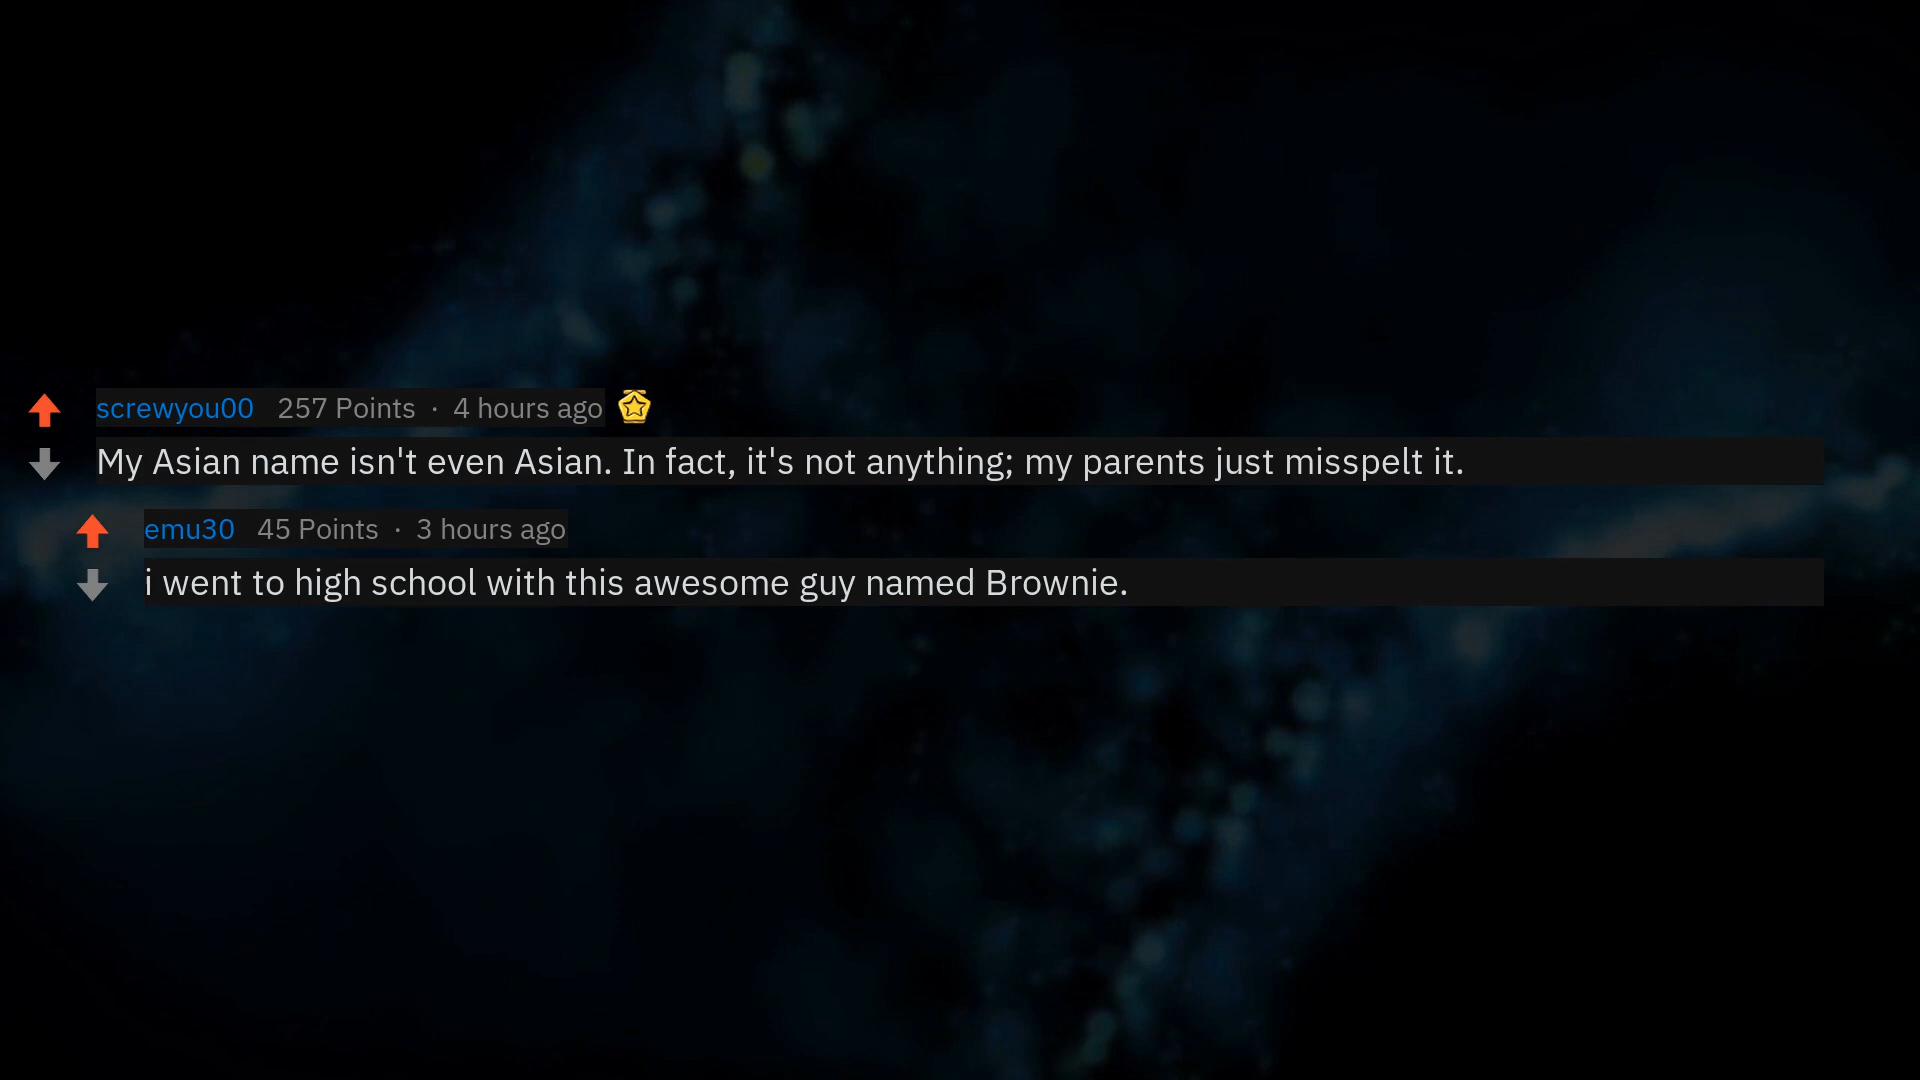 screwyou00 257 Points · 4 hours ago
My Asian name isn't even Asian. In fact, it's not anything; my parents just misspelt it.
emu30 45 Points · 3 hours ago
i went to high school with this awesome guy named Brownie.